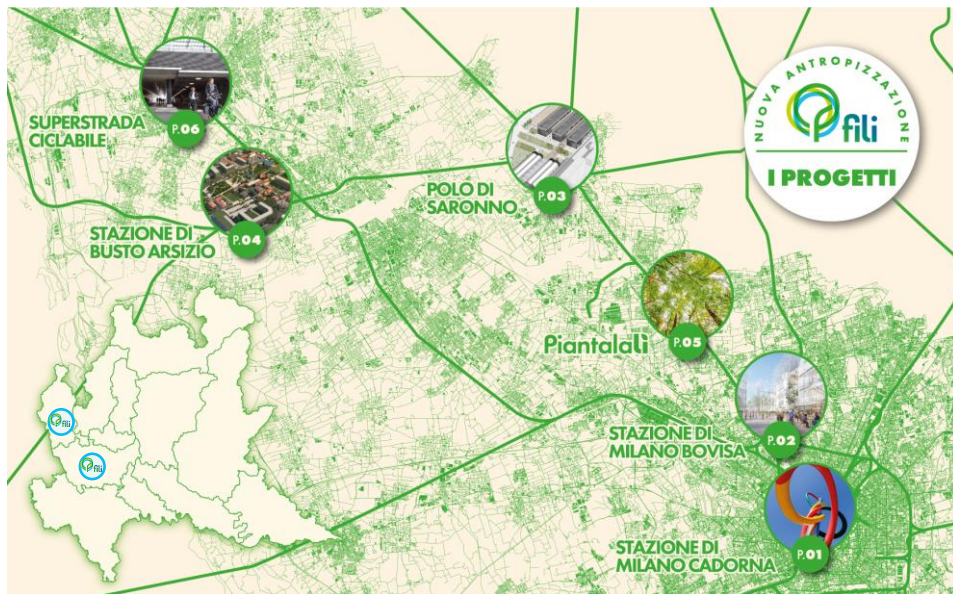 NUOVA ANTROPIZZAZIONE
fili
I PROGETTI
SUPERSTRADA
CICLABILE
P.06
STAZIONE DI
BUSTO ARSIZIO
P.04
POLO DI
SARONNO
P.03
Piantalalì
P.05
STAZIONE DI
MILANO BOVISA
P.02
STAZIONE DI
MILANO CADORNA
P.01
fili
fili